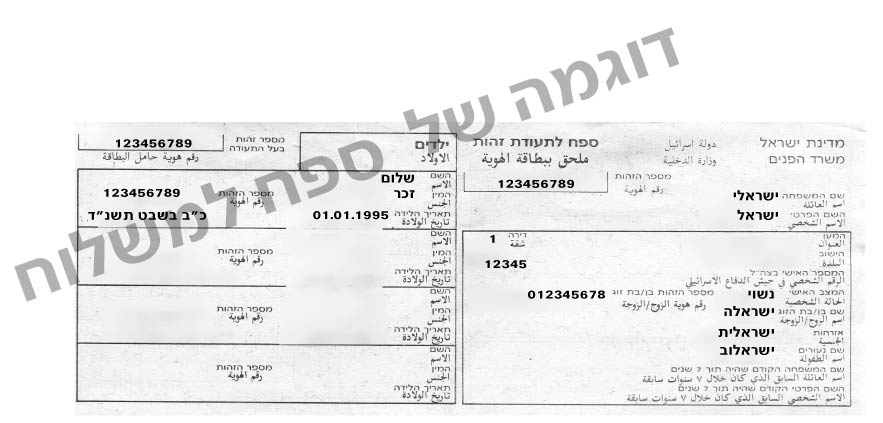 דוגמה של ספח למשלוח
מדינת ישראל
משרד הפנים
دولة اسرائيل
وزارة الداخلية
ספח לתעודת זהות
ملحق ببطاقة الهوية
מספר הזהות 123456789
رقم الهوية
שם המשפחה ישראלי
اسم العائلة
השם הפרטי ישראל
الاسم الشخصي
המען דירה 1
العنوان شقة
הישוב
البلدة 12345
המספר האישי בצה"ל
الرقم الشخصي في جيش الدفاع الاسرائيلي
המצב האישי נשוי מספר הזהות בן/בת זוג 012345678
الحالة الشخصية رقم هوية الزوج/الزوجة
שם בן/בת הזוג ישראלה
اسم الزوج/الزوجة
אזרחות ישראלית
الجنسية
שם נעורים ישראלוב
اسم الطفولة
שם המשפחה הקודם שהיה תוך 7 שנים
اسم العائلة السابق الذي كان خلال ٧ سنوات سابقة
השם הפרטי הקודם שהיה תוך 7 שנים
الاسم الشخصي السابق الذي كان خلال ٧ سنوات سابقة
ילדים
الاولاد
מספר זהות
בעל התעודה 123456789
رقم هوية حامل البطاقة
השם שלום
الاسم
המין זכר מספר הזהות 123456789
الجنس رقم الهوية
תאריך הלידה 01.01.1995 כ"ב בשבט תשנ"ד
تاريخ الولادة
השם
الاسم
המין מספר הזהות
الجنس رقم الهوية
תאריך הלידה
تاريخ الولادة
השם
الاسم
המין מספר הזהות
الجنس رقم الهوية
תאריך הלידה
تاريخ الولادة
השם
الاسم
המין מספר הזהות
الجنس رقم الهوية
תאריך הלידה
تاريخ الولادة